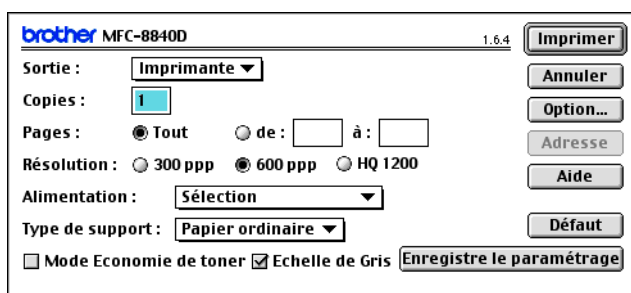 brother MFC-8840D 1.6.4 Imprimer
Sortie : Imprimante Annuler
Copies : 1 Option...
Pages : Tout de : à : Adresse
Résolution : 300 ppp 600 ppp HQ 1200 Aide
Alimentation : Sélection
Type de support : Papier ordinaire Défaut
Mode Economie de toner Echelle de Gris Enregistre le paramétrage